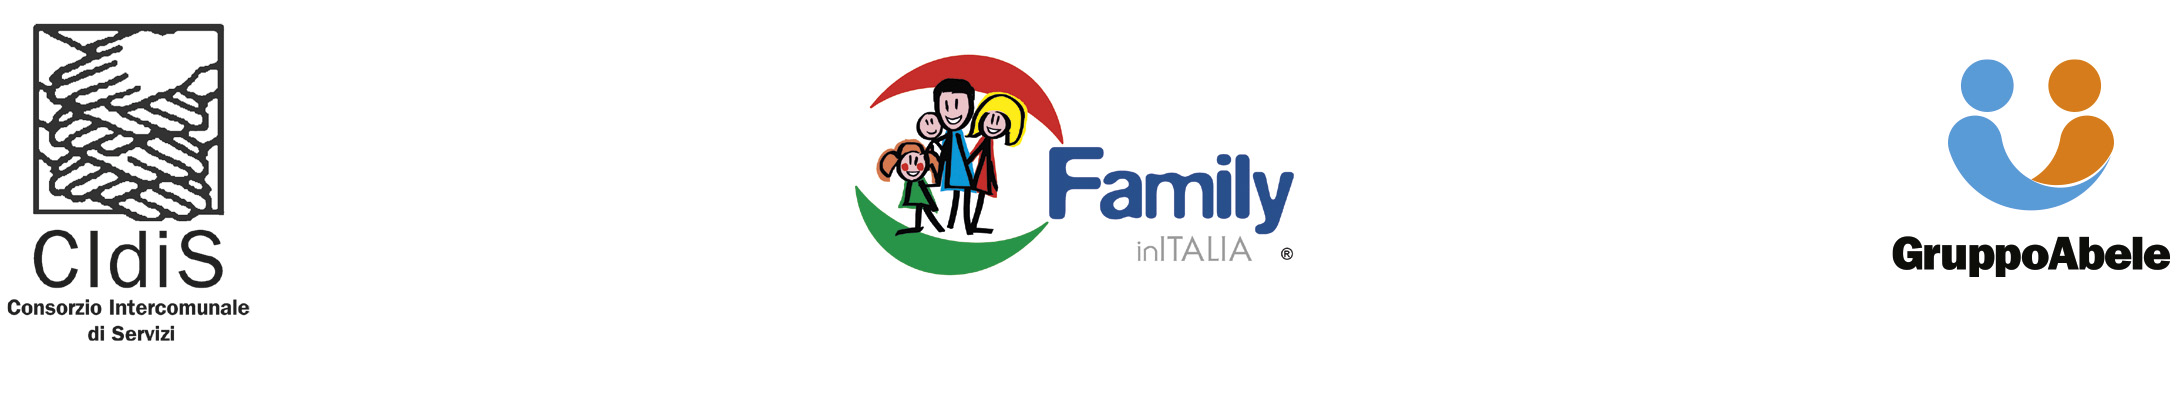 CIdiS
Consorzio Intercomunale
di Servizi
Family
inITALIA ®
GruppoAbele